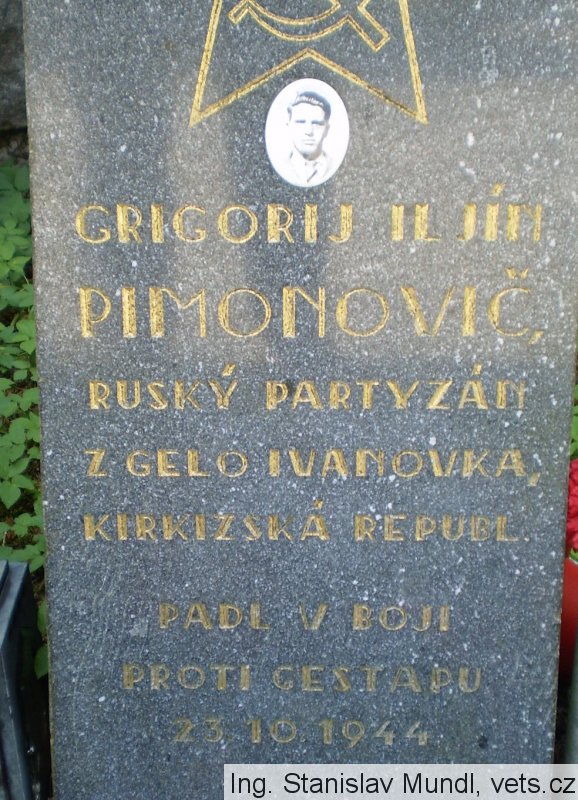 GRIGORIJ ILJÍN
PIMONOVIČ,
RUSKÝ PARTYZÁN
Z GELO IVANOVKA,
KIRKIZSKÁ REPUBL.
PADL V BOJI
PROTI GESTAPU
23.10.1944
Ing. Stanislav Mundl, vets.cz